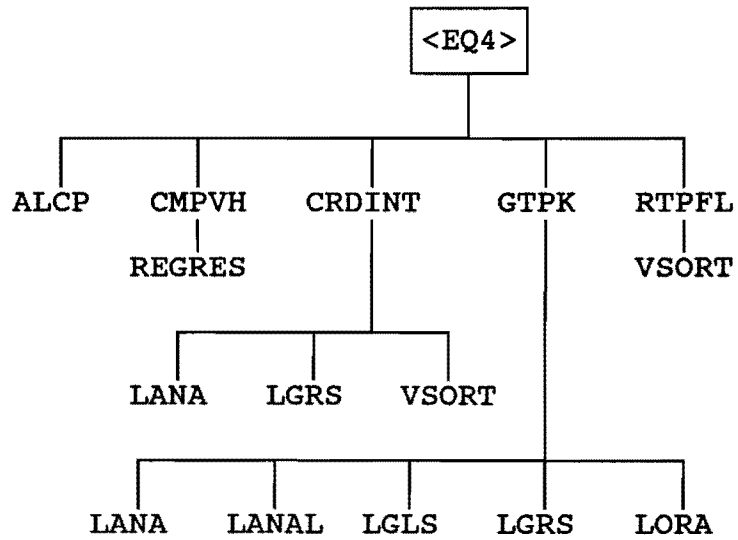 <EQ4>
ALCP CMPVH CRDINT GTPK RTPFL
REGRES VSORT
LANA LGRS VSORT
LANA LANAL LGLS LGRS LORA